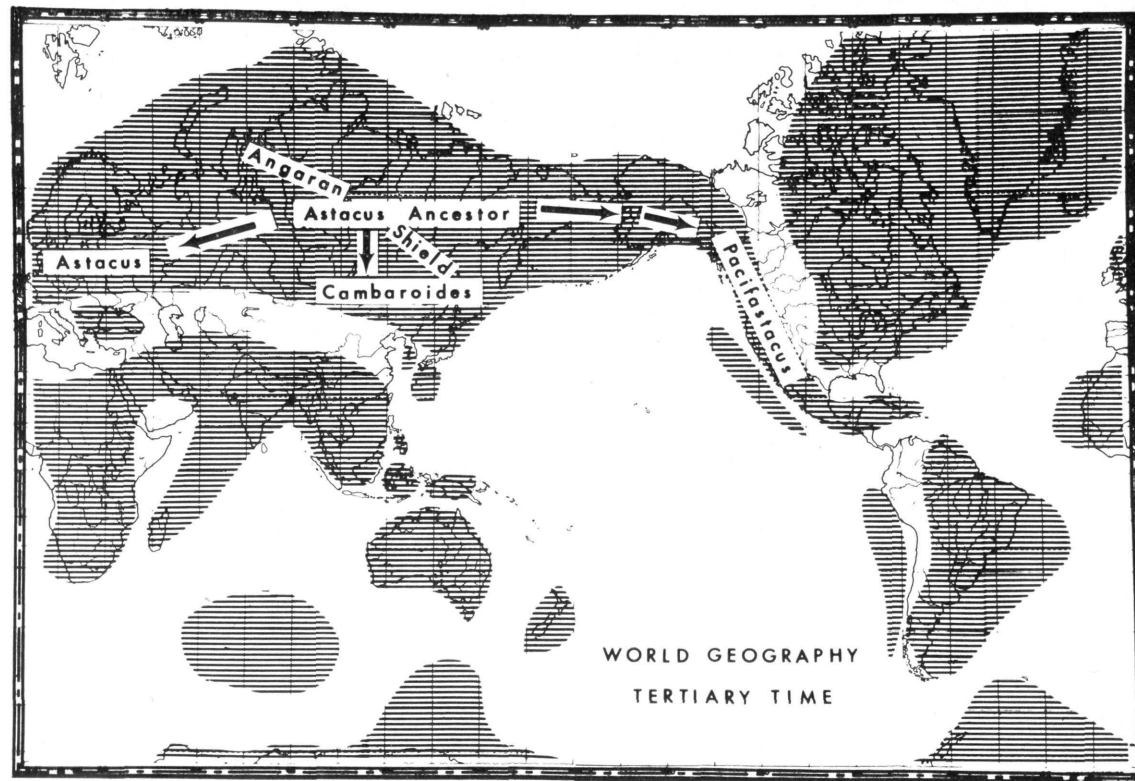 Angaran
Astacus Ancestor
Shield
Astacus
Cambaroides
Pacifastacus
WORLD GEOGRAPHY
TERTIARY TIME